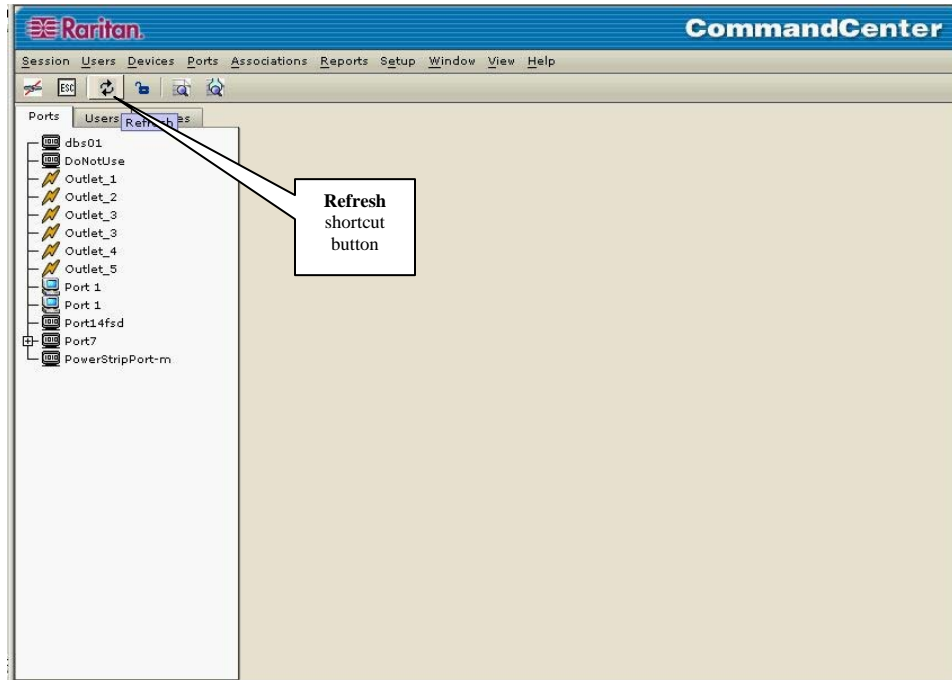 Raritan.
CommandCenter
Session Users Devices Ports Associations Reports Setup Window View Help
ESC
Ports Users
Refresh
dbs01
DoNotUse
Outlet_1
Outlet_2
Outlet_3
Outlet_3
Outlet_4
Outlet_5
Port 1
Port 1
Port14fsd
Port7
PowerStripPort-m
Refresh
shortcut
button